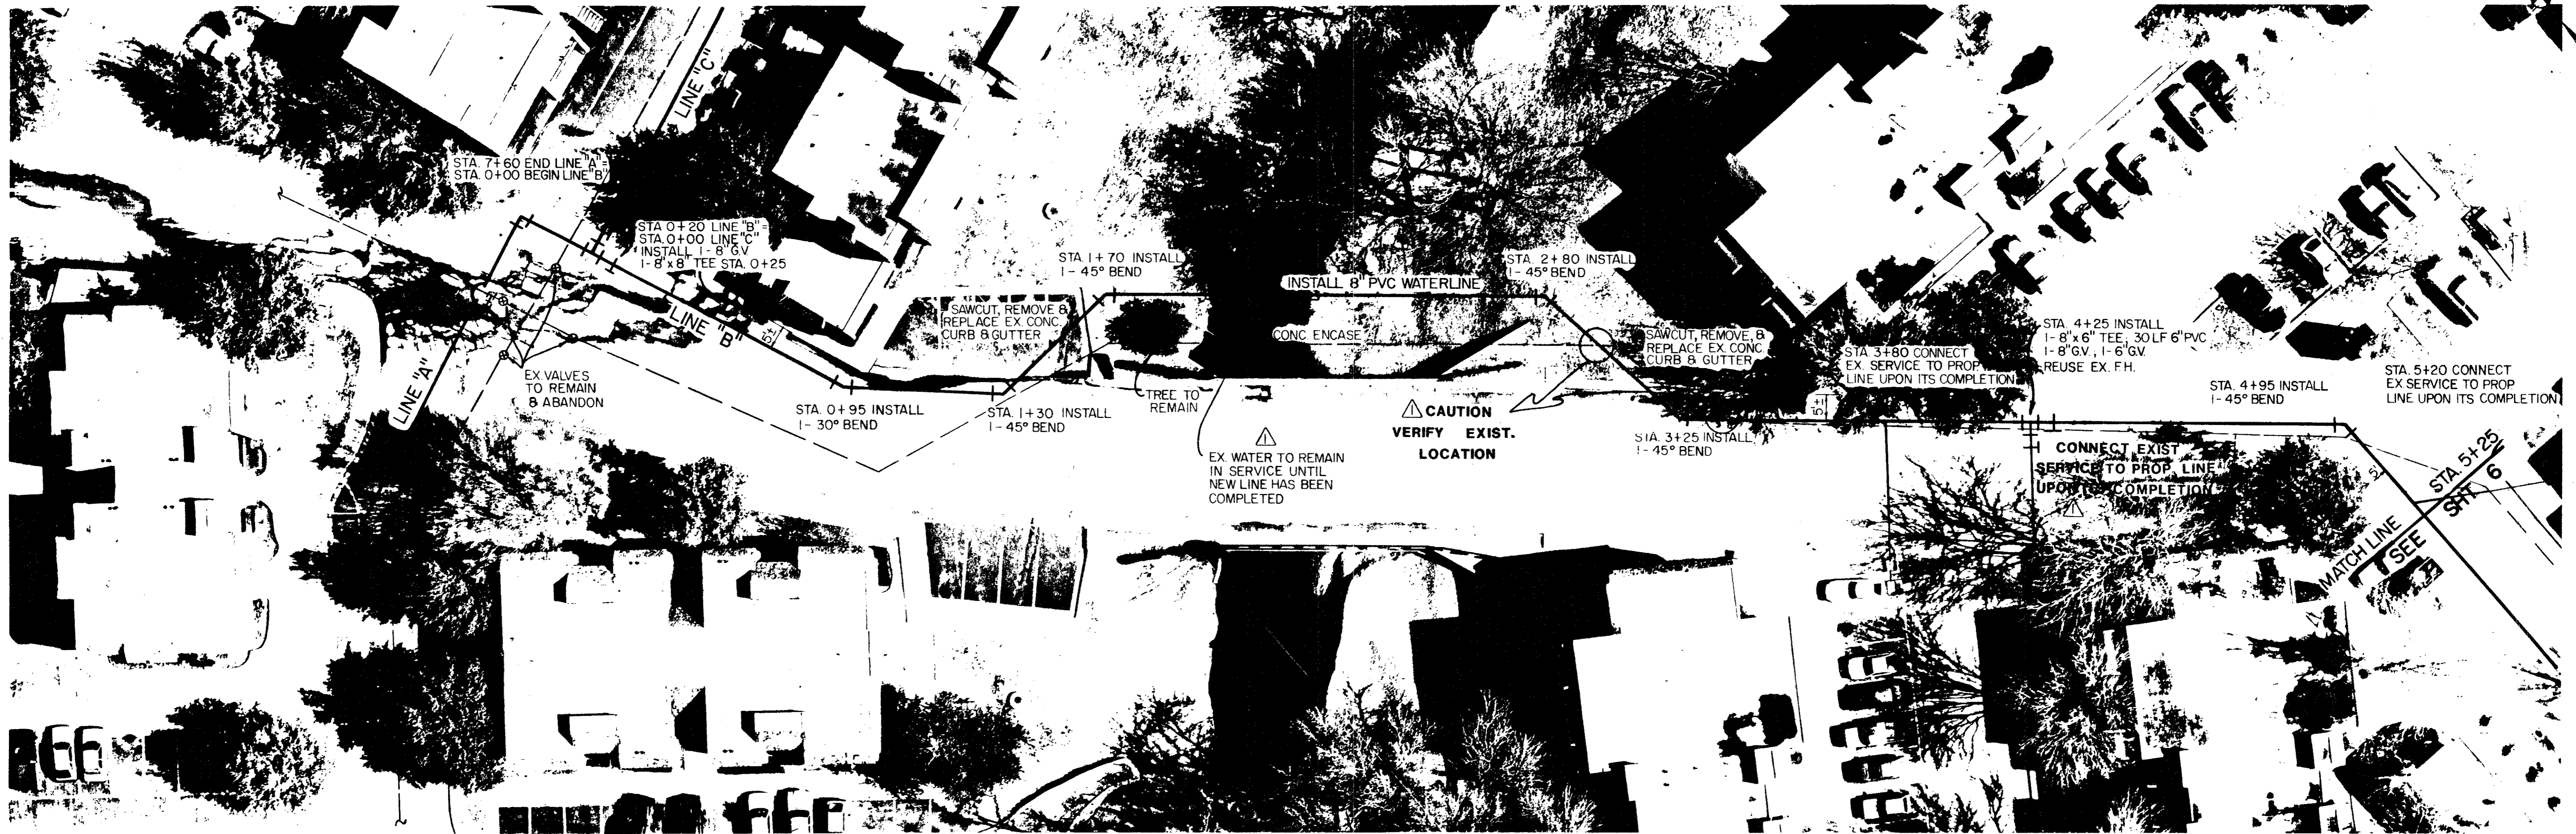 LINE "C"
STA. 7+60 END LINE "A"=
STA. 0+00 BEGIN LINE "B"
STA 0+20 LINE "B"=
STA. 0+00 LINE "C"
INSTALL 1-8" G.V.
1-8"x8" TEE STA. 0+25
LINE "A"
EX. VALVES
TO REMAIN
& ABANDON
LINE "B"
5'±
STA. 0+95 INSTALL
1-30° BEND
SAWCUT, REMOVE &
REPLACE EX. CONC.
CURB & GUTTER
STA. 1+30 INSTALL
1-45° BEND
STA. 1+70 INSTALL
1-45° BEND
TREE TO
REMAIN
INSTALL 8" PVC WATERLINE
CONC. ENCASE
EX. WATER TO REMAIN
IN SERVICE UNTIL
NEW LINE HAS BEEN
COMPLETED
STA. 2+80 INSTALL
1-45° BEND
CAUTION
VERIFY EXIST.
LOCATION
SAWCUT, REMOVE, &
REPLACE EX. CONC.
CURB & GUTTER
STA. 3+25 INSTALL
1-45° BEND
5'±
STA. 3+80 CONNECT
EX. SERVICE TO PROP.
LINE UPON ITS COMPLETION
STA. 4+25 INSTALL
1-8"x6" TEE, 30 LF 6" PVC
1-8" G.V., 1-6" G.V.
REUSE EX. F.H.
CONNECT EXIST
SERVICE TO PROP. LINE
UPON COMPLETION
STA. 4+95 INSTALL
1-45° BEND
STA. 5+20 CONNECT
EX. SERVICE TO PROP
LINE UPON ITS COMPLETION
MATCH LINE STA. 5+25
SEE SHT. 6